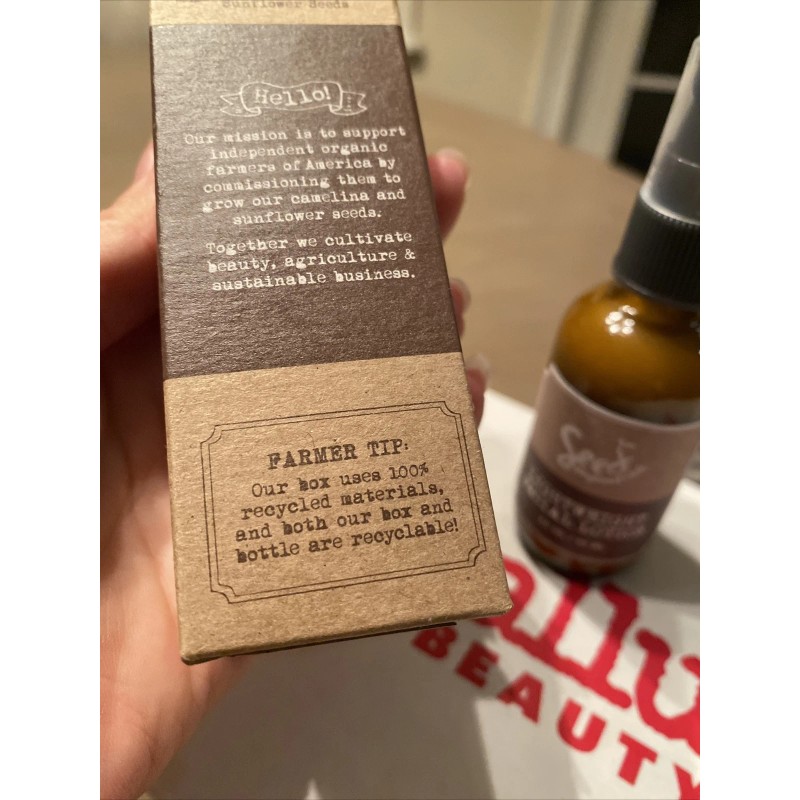 Sunflower Seeds
Hello!
Our mission is to support
independent organic
farmers of America by
commissioning them to
grow our camelina and
sunflower seeds.
Together we cultivate
beauty, agriculture &
sustainable business.
FARMER TIP:
Our box uses 100%
recycled materials,
and both our box and
bottle are recyclable!
Seed
allu
BEAUTY